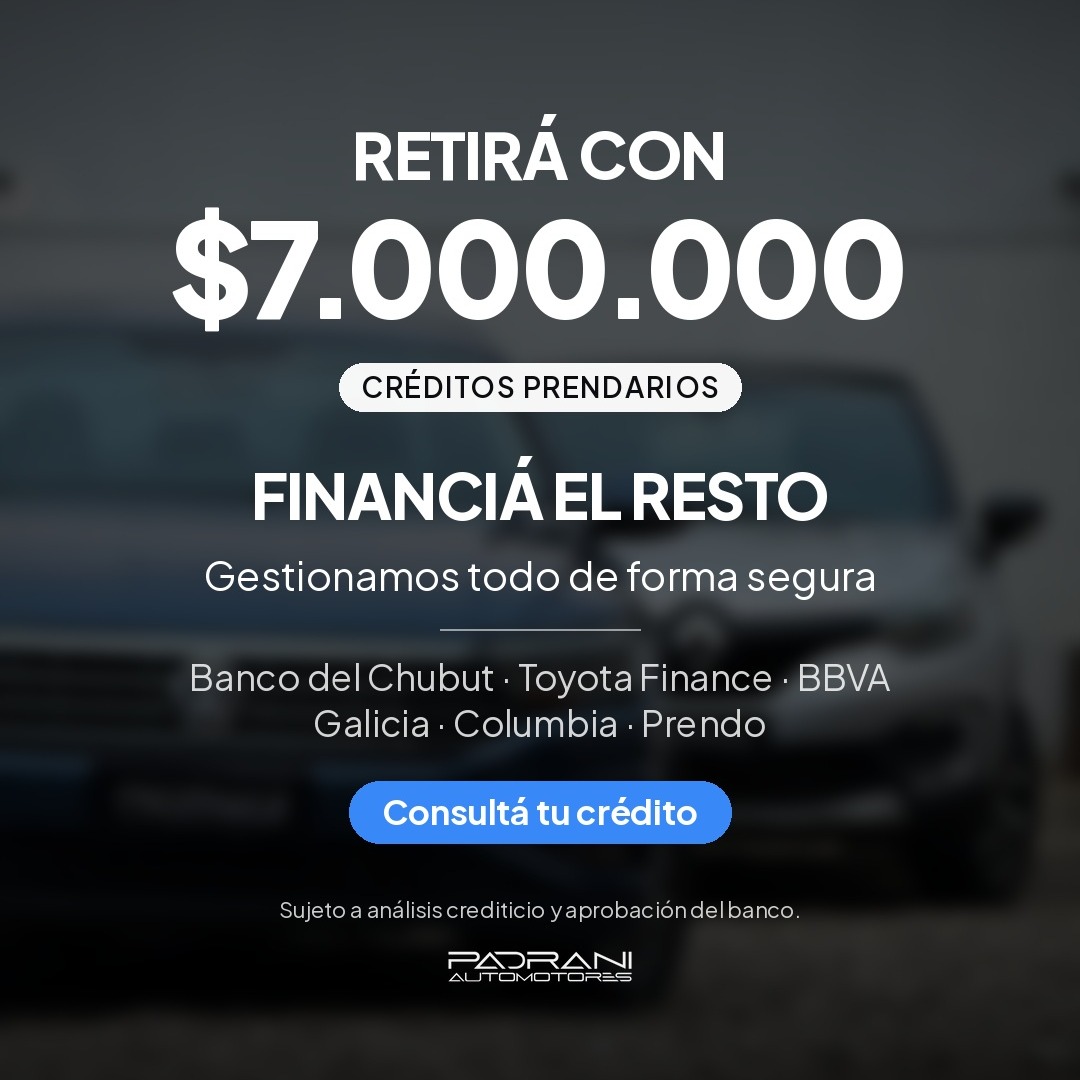 RETIRÁ CON
$7.000.000
CRÉDITOS PRENDARIOS
FINANCIÁ EL RESTO
Gestionamos todo de forma segura
Banco del Chubut · Toyota Finance · BBVA
Galicia · Columbia · Prendo
Consultá tu crédito
Sujeto a análisis crediticio y aprobación del banco.
PADRANI
AUTOMOTORES